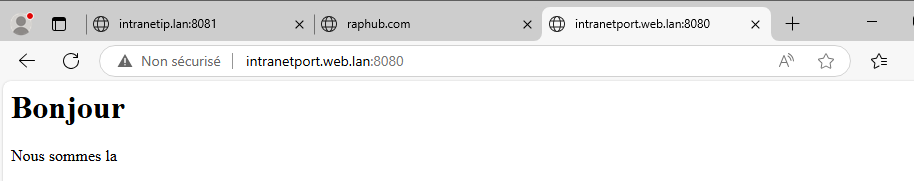 intranetip.lan:8081
raphub.com
intranetport.web.lan:8080
Non sécurisé
intranetport.web.lan:8080
A
Bonjour
Nous sommes la